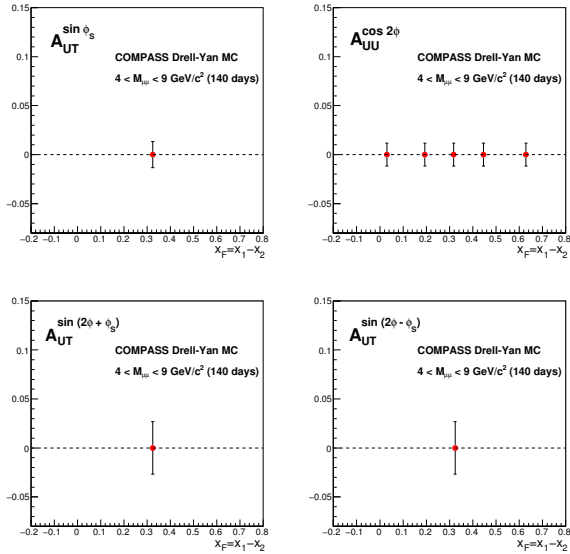 A_UT^sin ϕ_S
COMPASS Drell-Yan MC
4 < M_μμ < 9 GeV/c² (140 days)
0.15
0.1
0.05
0
−0.05
-0.2 -0.1 0 0.1 0.2 0.3 0.4 0.5 0.6 0.7 0.8
x_F=x_1−x_2
A_UU^cos 2ϕ
COMPASS Drell-Yan MC
4 < M_μμ < 9 GeV/c² (140 days)
0.15
0.1
0.05
0
−0.05
-0.2 -0.1 0 0.1 0.2 0.3 0.4 0.5 0.6 0.7 0.8
x_F=x_1−x_2
A_UT^sin (2ϕ + ϕ_S)
COMPASS Drell-Yan MC
4 < M_μμ < 9 GeV/c² (140 days)
0.15
0.1
0.05
0
−0.05
-0.2 -0.1 0 0.1 0.2 0.3 0.4 0.5 0.6 0.7 0.8
x_F=x_1−x_2
A_UT^sin (2ϕ - ϕ_S)
COMPASS Drell-Yan MC
4 < M_μμ < 9 GeV/c² (140 days)
0.15
0.1
0.05
0
−0.05
-0.2 -0.1 0 0.1 0.2 0.3 0.4 0.5 0.6 0.7 0.8
x_F=x_1−x_2